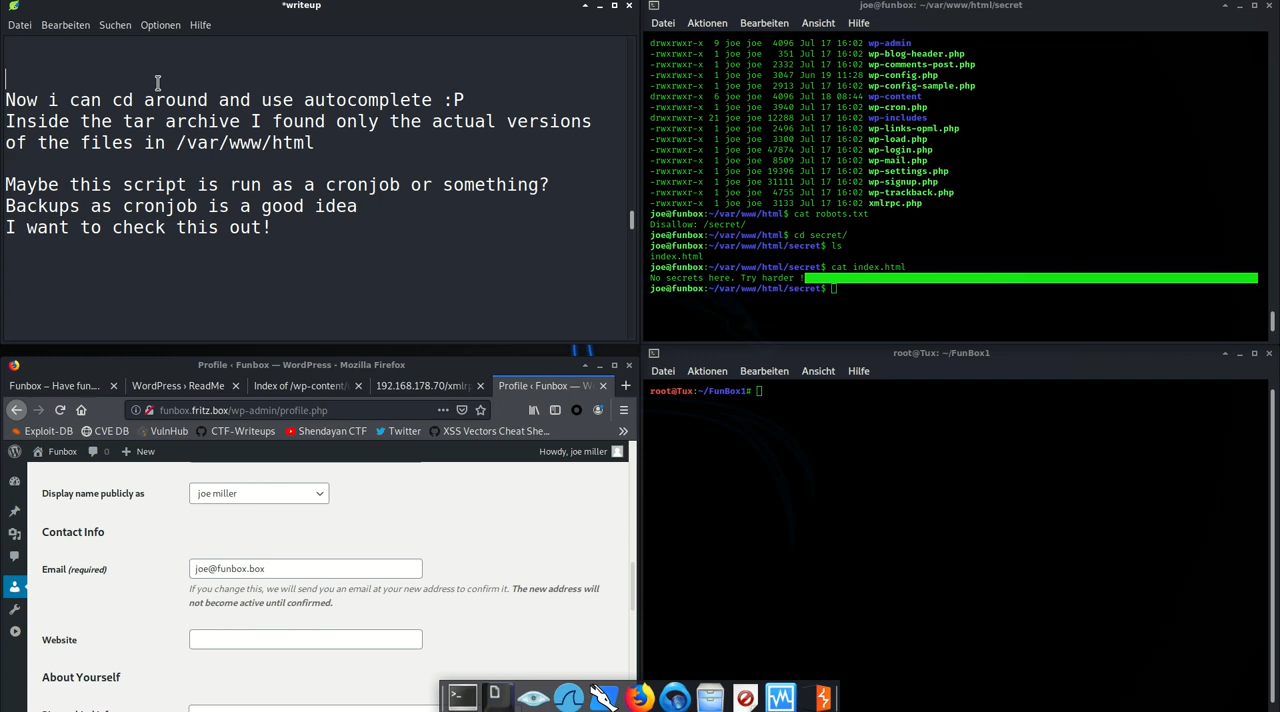 *writeup
Datei Bearbeiten Suchen Optionen Hilfe
Now i can cd around and use autocomplete :P
Inside the tar archive I found only the actual versions
of the files in /var/www/html
Maybe this script is run as a cronjob or something?
Backups as cronjob is a good idea
I want to check this out!
joe@funbox: ~/var/www/html/secret
Datei Aktionen Bearbeiten Ansicht Hilfe
drwxrwxr-x 9 joe joe 4096 Jul 17 16:02 wp-admin
-rwxrwxr-x 1 joe joe 351 Jul 17 16:02 wp-blog-header.php
-rwxrwxr-x 1 joe joe 2332 Jul 17 16:02 wp-comments-post.php
-rwxrwxr-x 1 joe joe 3047 Jun 19 11:28 wp-config.php
-rwxrwxr-x 1 joe joe 2913 Jul 17 16:02 wp-config-sample.php
drwxrwxr-x 6 joe joe 4096 Jul 18 08:44 wp-content
-rwxrwxr-x 1 joe joe 3940 Jul 17 16:02 wp-cron.php
drwxrwxr-x 21 joe joe 12288 Jul 17 16:02 wp-includes
-rwxrwxr-x 1 joe joe 2496 Jul 17 16:02 wp-links-opml.php
-rwxrwxr-x 1 joe joe 3300 Jul 17 16:02 wp-load.php
-rwxrwxr-x 1 joe joe 47874 Jul 17 16:02 wp-login.php
-rwxrwxr-x 1 joe joe 8509 Jul 17 16:02 wp-mail.php
-rwxrwxr-x 1 joe joe 19396 Jul 17 16:02 wp-settings.php
-rwxrwxr-x 1 joe joe 31111 Jul 17 16:02 wp-signup.php
-rwxrwxr-x 1 joe joe 4755 Jul 17 16:02 wp-trackback.php
-rwxrwxr-x 1 joe joe 3133 Jul 17 16:02 xmlrpc.php
joe@funbox:~/var/www/html$ cat robots.txt
Disallow: /secret/
joe@funbox:~/var/www/html$ cd secret/
joe@funbox:~/var/www/html/secret$ ls
index.html
joe@funbox:~/var/www/html/secret$ cat index.html
No secrets here. Try harder !
joe@funbox:~/var/www/html/secret$
Profile ‹ Funbox — WordPress - Mozilla Firefox
Funbox – Have fun… WordPress › ReadMe Index of /wp-content/ 192.168.178.70/xmlrp Profile ‹ Funbox — W
funbox.fritz.box/wp-admin/profile.php
Exploit-DB CVE DB VulnHub CTF-Writeups Shendayan CTF Twitter XSS Vectors Cheat She…
Funbox 0 New Howdy, joe miller
Display name publicly as joe miller
Contact Info
Email (required) joe@funbox.box
If you change this, we will send you an email at your new address to confirm it. The new address will
not become active until confirmed.
Website
About Yourself
root@Tux: ~/FunBox1
Datei Aktionen Bearbeiten Ansicht Hilfe
root@Tux:~/FunBox1#